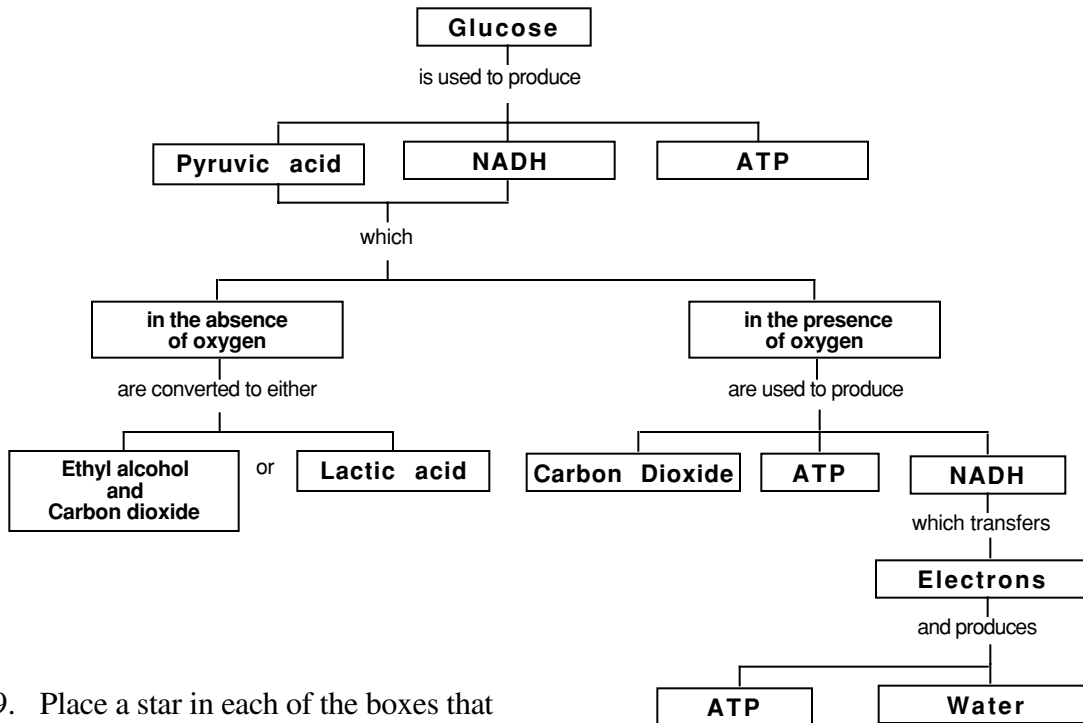 Glucose
is used to produce
Pyruvic acid
NADH
ATP
which
in the absence
of oxygen
in the presence
of oxygen
are converted to either
are used to produce
Ethyl alcohol
and
Carbon dioxide
or
Lactic acid
Carbon Dioxide
ATP
NADH
which transfers
Electrons
and produces
ATP
Water
9. Place a star in each of the boxes that